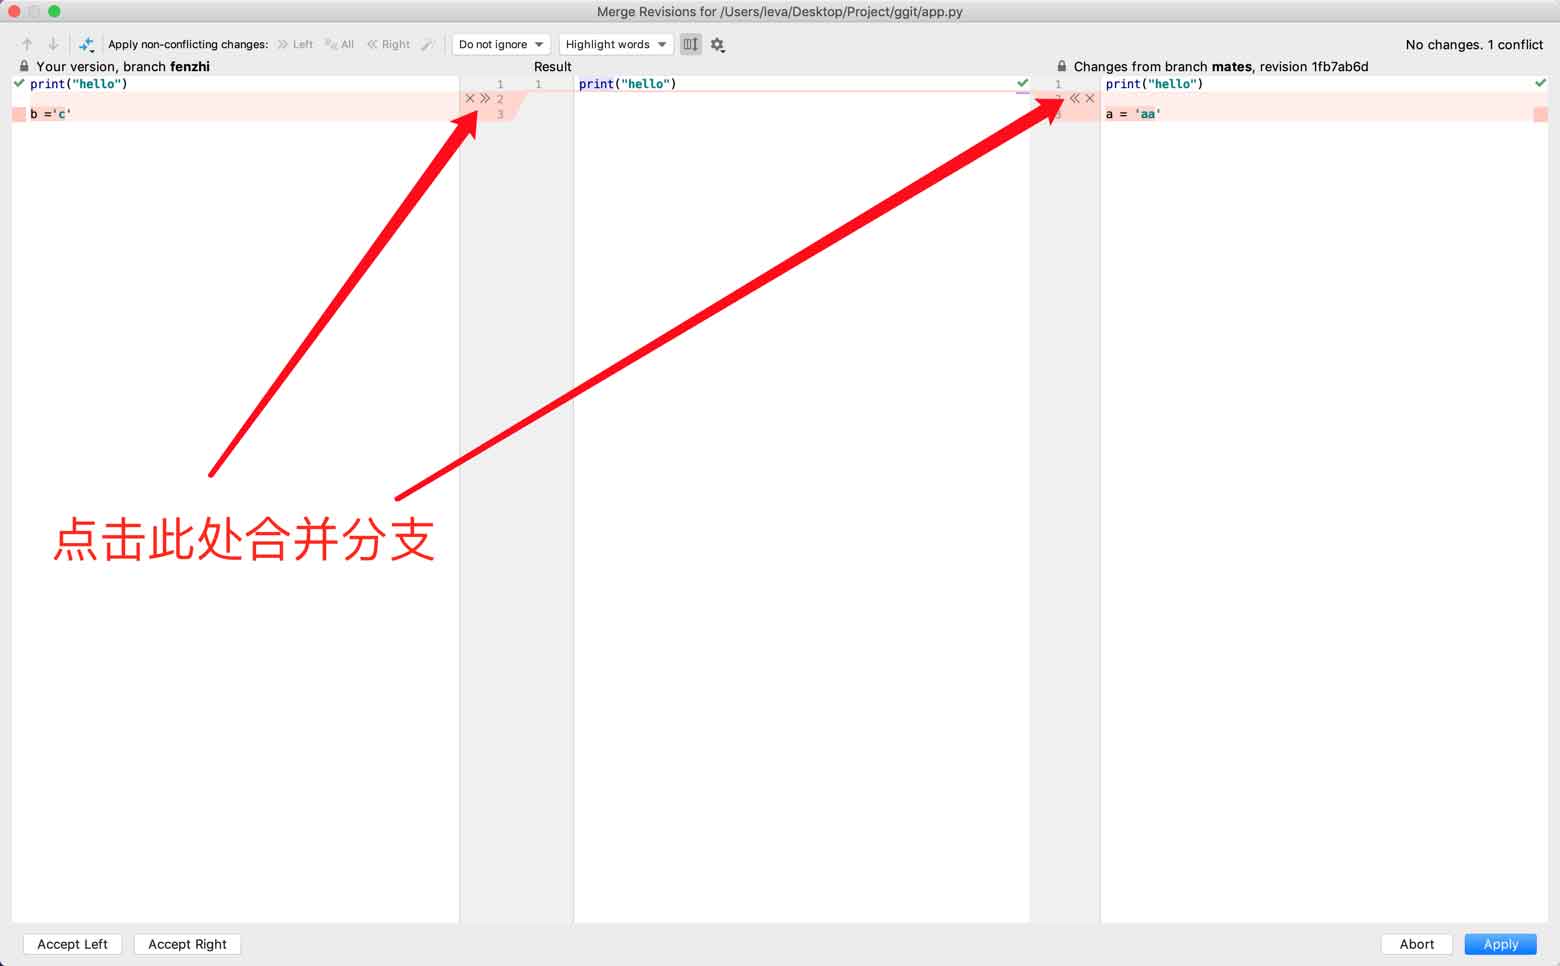 Merge Revisions for /Users/leva/Desktop/Project/ggit/app.py
Apply non-conflicting changes: Left All Right Do not ignore Highlight words No changes. 1 conflict
Your version, branch fenzhi Result Changes from branch mates, revision 1fb7ab6d
print("hello") 1 1 print("hello") 1 print("hello")
2
b ='c' 3 a = 'aa'
点击此处合并分支
Accept Left Accept Right Abort Apply